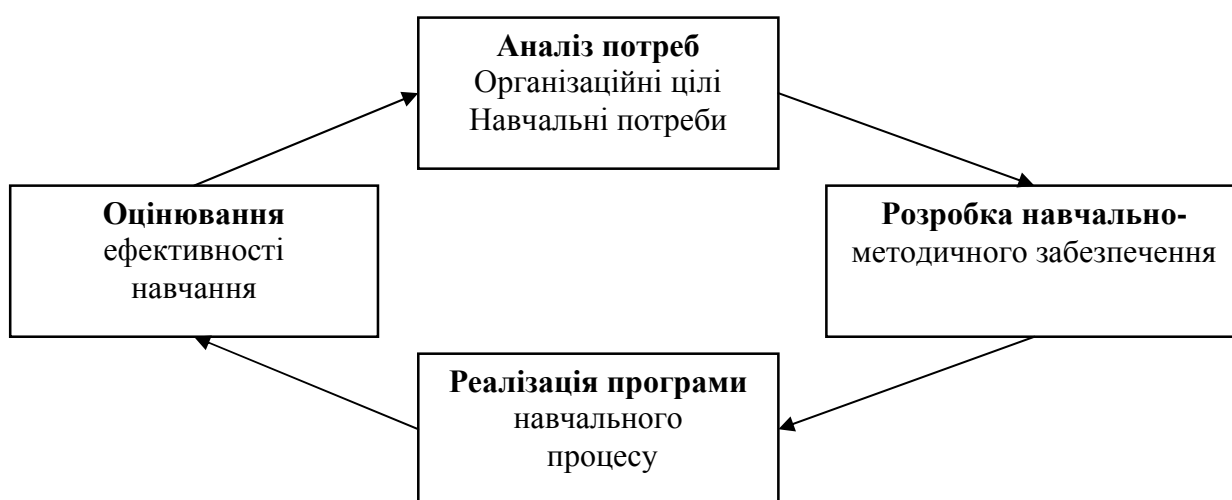 Аналіз потреб
Організаційні цілі
Навчальні потреби
Оцінювання
ефективності
навчання
Розробка навчально-
методичного забезпечення
Реалізація програми
навчального
процесу